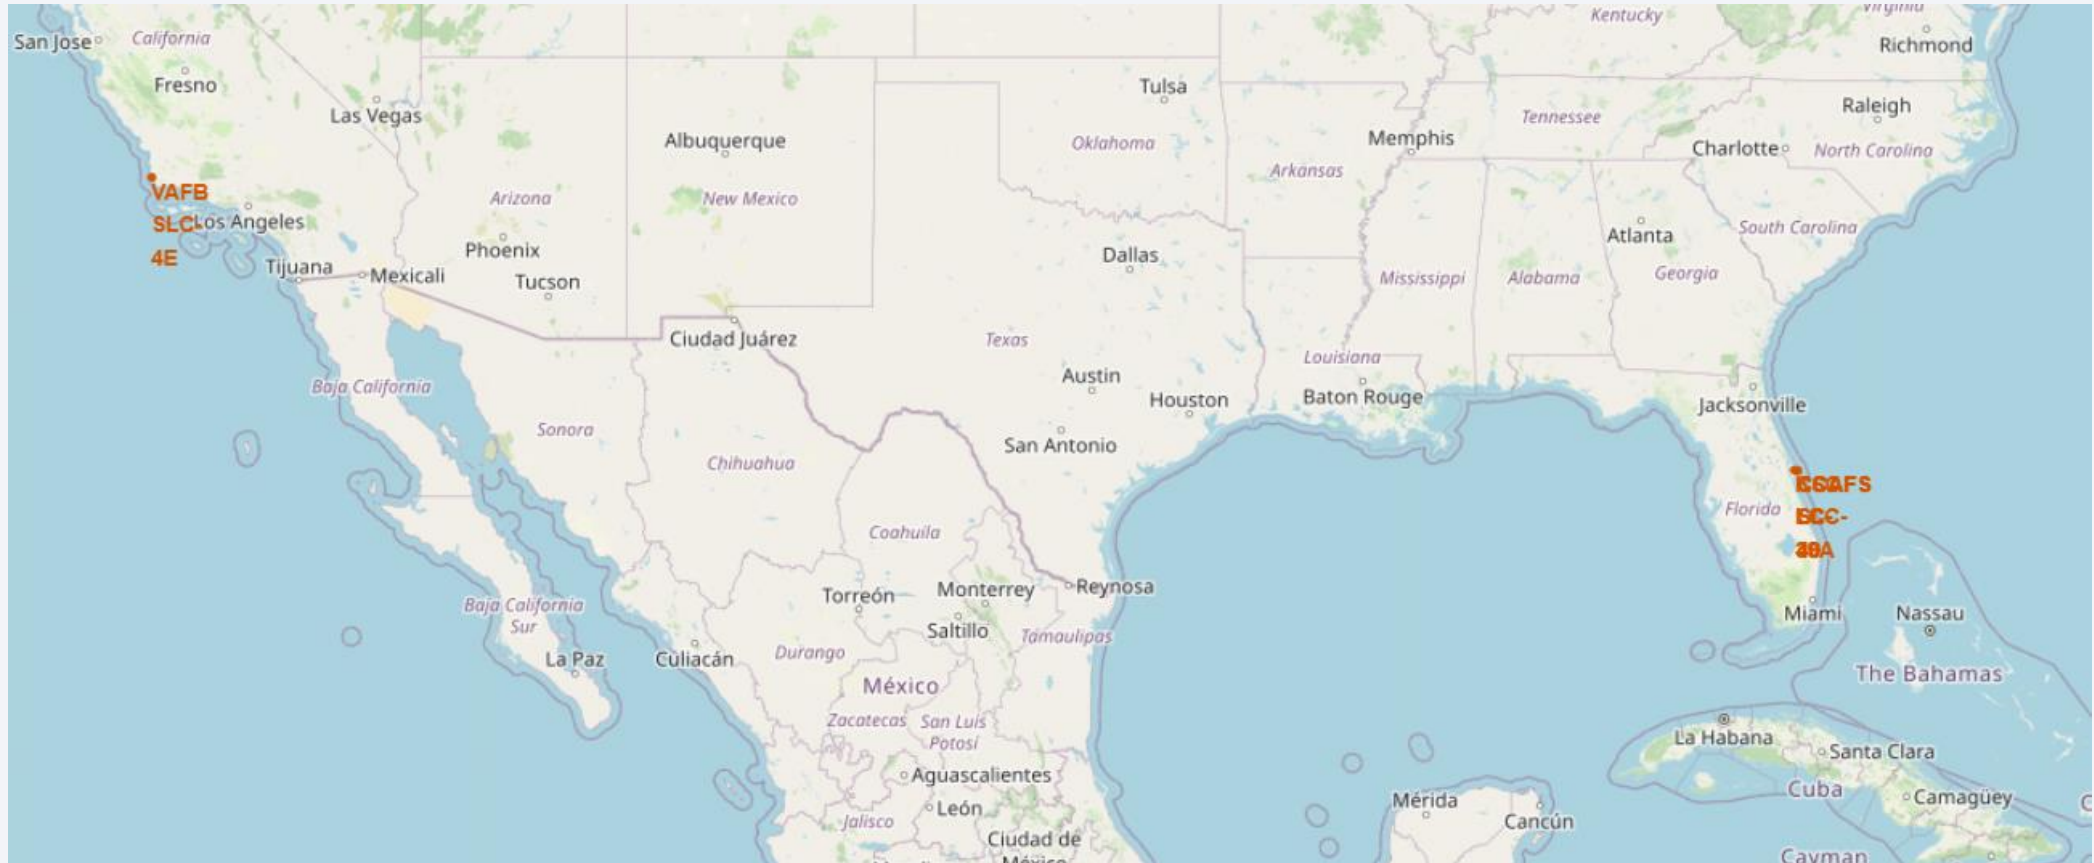 Kentucky
Virginia
San Jose
California
Richmond
Fresno
Tulsa
Las Vegas
Raleigh
Albuquerque
Oklahoma
Memphis
Tennessee
Charlotte
North Carolina
Arkansas
VAFB
SLC-
4E
Los Angeles
Arizona
New Mexico
Phoenix
Dallas
Atlanta
South Carolina
Tijuana
Mexicali
Tucson
Mississippi
Alabama
Georgia
Ciudad Juárez
Texas
Louisiana
Baja California
Austin
Houston
Baton Rouge
Jacksonville
Sonora
San Antonio
Chihuahua
Florida
Coahuila
Torreón
Monterrey
Reynosa
Baja California
Sur
Saltillo
Tamaulipas
Miami
Nassau
La Paz
Culiacán
Durango
México
The Bahamas
Zacatecas
San Luis
Potosí
La Habana
Santa Clara
Aguascalientes
Cuba
León
Mérida
Camagüey
Jalisco
Cancún
Ciudad de
México
Cayman